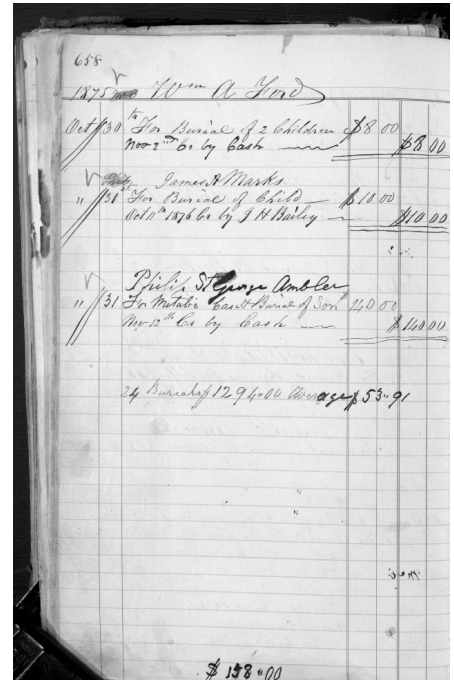 658
1875 Wm A Ford
Oct 30th For Burial of 2 Children $8 00
Nov 2nd Cr by Cash $8 00
James A Marks
" 31 For Burial of Child $10 00
Oct 11th 1876 Cr by J H Bailey $10 00
Philip St George Ambler
" 31 For Metalic Case & Burial of Son 140 00
Nov 12th Cr by Cash $140 00
24 Burials $1294.00 Average $53.91
$158.00